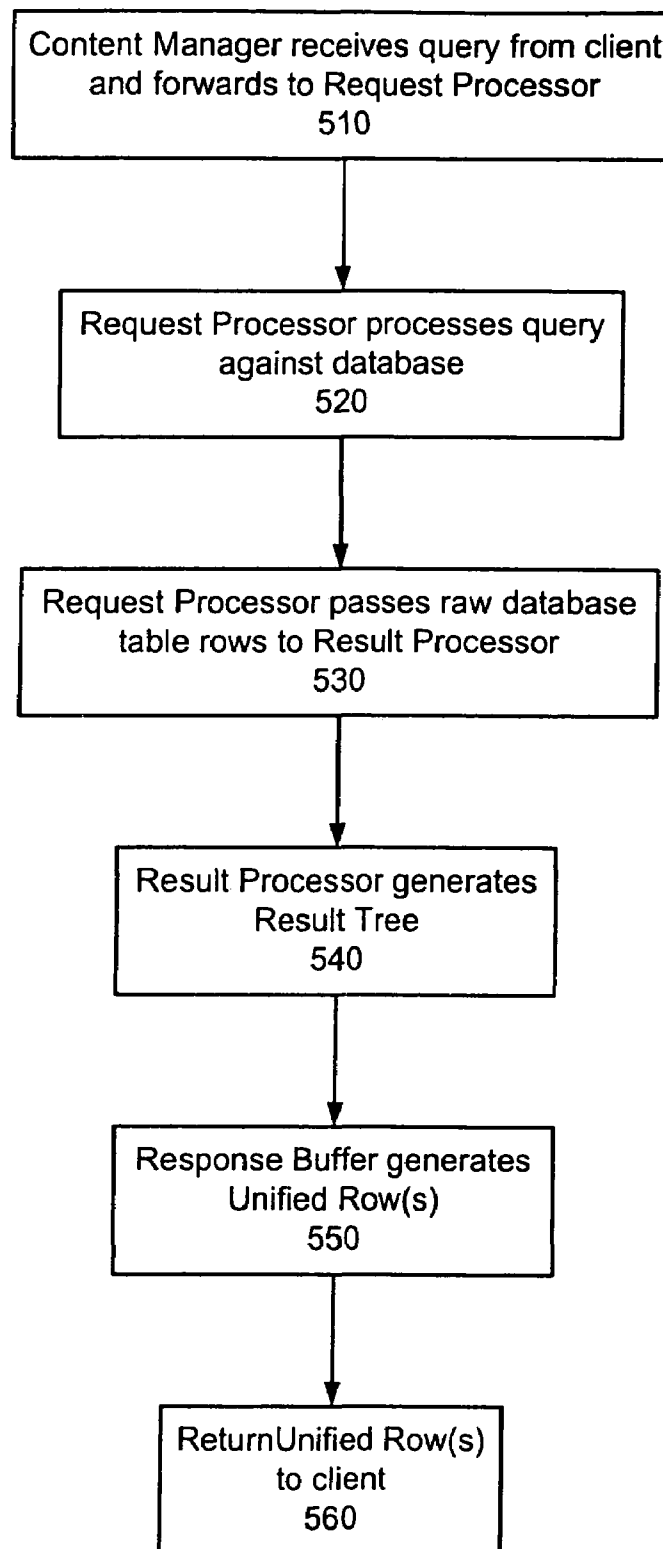 Content Manager receives query from client
and forwards to Request Processor
510
Request Processor processes query
against database
520
Request Processor passes raw database
table rows to Result Processor
530
Result Processor generates
Result Tree
540
Response Buffer generates
Unified Row(s)
550
ReturnUnified Row(s)
to client
560